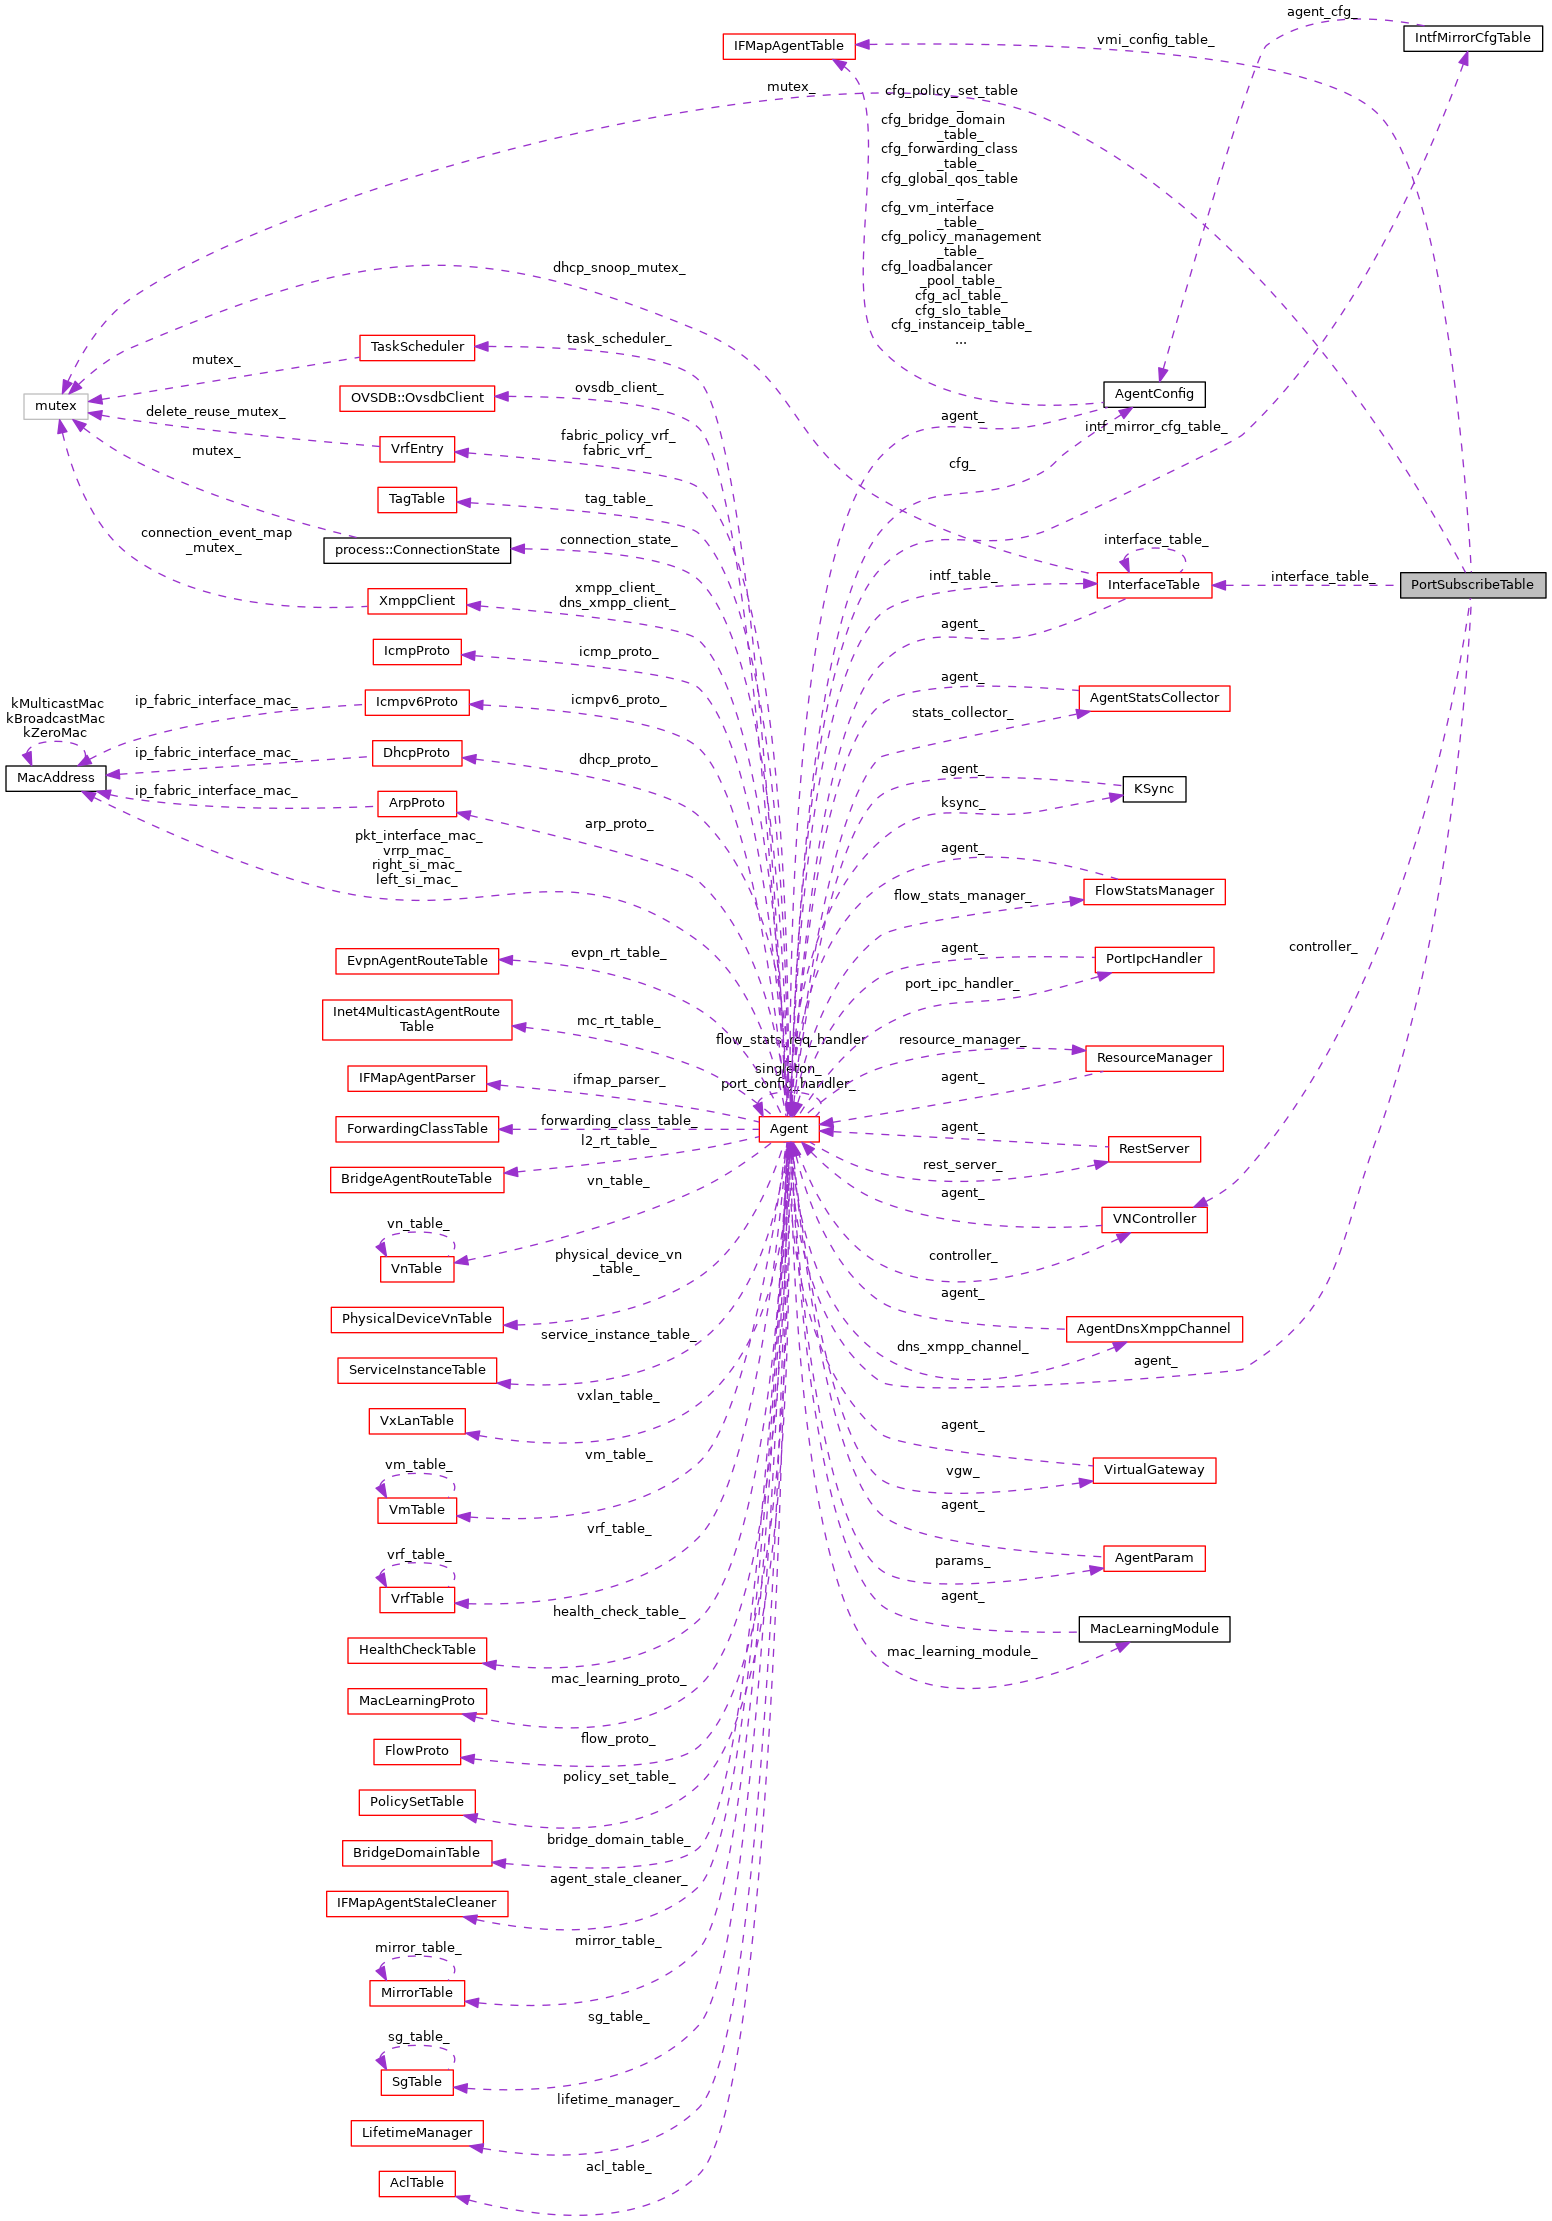 agent_cfg_
IntfMirrorCfgTable
IFMapAgentTable
vmi_config_table_
mutex_
cfg_policy_set_table
_
cfg_bridge_domain
_table_
cfg_forwarding_class
_table_
cfg_global_qos_table
_
cfg_vm_interface
_table_
cfg_policy_management
_table_
cfg_loadbalancer
_pool_table_
cfg_acl_table_
cfg_slo_table_
cfg_instanceip_table_
...
dhcp_snoop_mutex_
TaskScheduler
task_scheduler_
mutex_
OVSDB::OvsdbClient
ovsdb_client_
AgentConfig
mutex
delete_reuse_mutex_
agent_
intf_mirror_cfg_table_
VrfEntry
fabric_policy_vrf_
fabric_vrf_
mutex_
cfg_
TagTable
tag_table_
connection_event_map
_mutex_
process::ConnectionState
connection_state_
interface_table_
XmppClient
xmpp_client_
dns_xmpp_client_
intf_table_
InterfaceTable
interface_table_
PortSubscribeTable
IcmpProto
icmp_proto_
agent_
kMulticastMac
kBroadcastMac
kZeroMac
ip_fabric_interface_mac_
Icmpv6Proto
icmpv6_proto_
agent_
stats_collector_
AgentStatsCollector
MacAddress
ip_fabric_interface_mac_
DhcpProto
dhcp_proto_
agent_
KSync
ip_fabric_interface_mac_
ArpProto
arp_proto_
ksync_
pkt_interface_mac_
vrrp_mac_
right_si_mac_
left_si_mac_
agent_
flow_stats_manager_
FlowStatsManager
EvpnAgentRouteTable
evpn_rt_table_
agent_
PortIpcHandler
controller_
port_ipc_handler_
Inet4MulticastAgentRoute
Table
mc_rt_table_
flow_stats_req_handler
_
singleton_
port_config_handler_
resource_manager_
ResourceManager
IFMapAgentParser
ifmap_parser_
agent_
ForwardingClassTable
forwarding_class_table_
Agent
agent_
RestServer
l2_rt_table_
BridgeAgentRouteTable
rest_server_
vn_table_
agent_
VNController
vn_table_
VnTable
physical_device_vn
_table_
controller_
PhysicalDeviceVnTable
agent_
AgentDnsXmppChannel
service_instance_table_
dns_xmpp_channel_
ServiceInstanceTable
agent_
vxlan_table_
VxLanTable
agent_
vm_table_
vm_table_
VmTable
vgw_
VirtualGateway
agent_
vrf_table_
vrf_table_
VrfTable
params_
AgentParam
agent_
health_check_table_
HealthCheckTable
MacLearningModule
mac_learning_module_
mac_learning_proto_
MacLearningProto
flow_proto_
FlowProto
policy_set_table_
PolicySetTable
bridge_domain_table_
BridgeDomainTable
agent_stale_cleaner_
IFMapAgentStaleCleaner
mirror_table_
mirror_table_
MirrorTable
sg_table_
sg_table_
SgTable
lifetime_manager_
LifetimeManager
acl_table_
AclTable